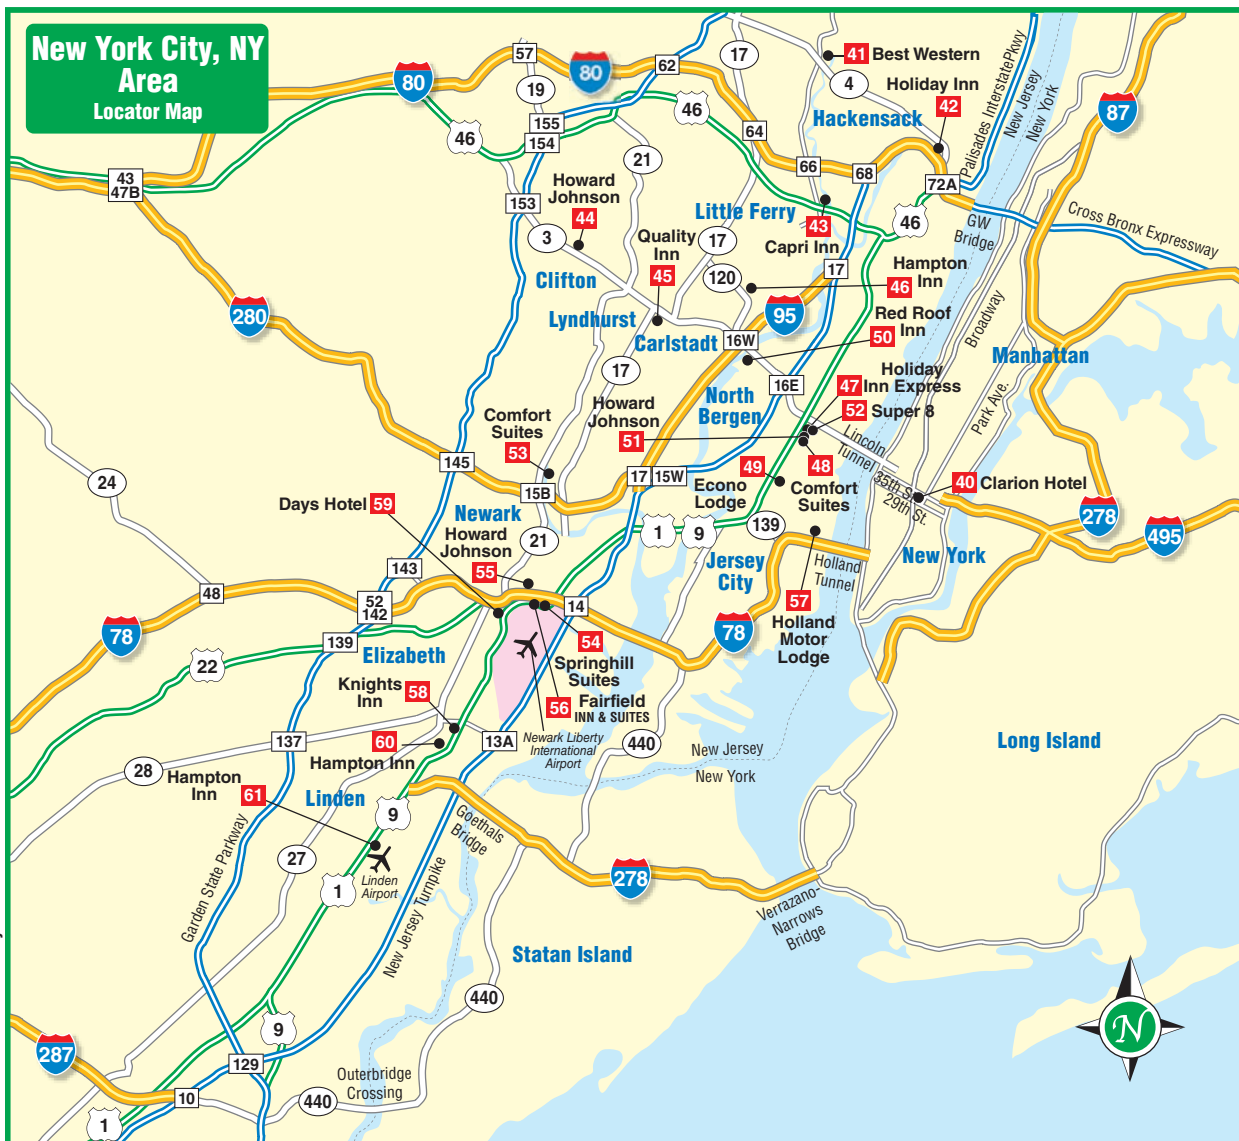 New York City, NY
Area
Locator Map
57
80
80
62
17
41 Best Western
4
Holiday Inn
42
Palisades Interstate Pkwy
New Jersey
New York
87
19
155
154
46
46
Hackensack
64
21
66
68
72A
43
47B
153
Howard
Johnson
44
3
Little Ferry
43
Capri Inn
46
GW
Bridge
Cross Bronx Expressway
Quality
Inn
45
17
120
17
Hampton
Inn
46
Clifton
280
Lyndhurst
Carlstadt
95
Red Roof
Inn
50
16W
Broadway
Manhattan
17
North
Bergen
16E
Holiday
47 Inn Express
52 Super 8
Park Ave.
Howard
Johnson
51
Comfort
Suites
53
Lincoln
Tunnel
145
24
15B
17
15W
49
Econo
Lodge
48
Comfort
Suites
35th St.
29th St.
40 Clarion Hotel
Days Hotel 59
Newark
Howard
Johnson
55
21
1
9
139
278
495
Jersey
City
Holland
Tunnel
New York
143
48
52
142
14
57
Holland
Motor
Lodge
78
78
139
Elizabeth
22
54
Springhill
Suites
Knights
Inn
58
56 Fairfield
INN & SUITES
Newark Liberty
International
Airport
137
60
Hampton Inn
13A
440
New Jersey
New York
Long Island
28
Hampton
Inn
61
Linden
9
Goethals
Bridge
Garden State Parkway
27
1
Linden
Airport
New Jersey Turnpike
278
Verrazano-
Narrows
Bridge
Statan Island
440
9
287
129
Outerbridge
Crossing
10
440
1
N